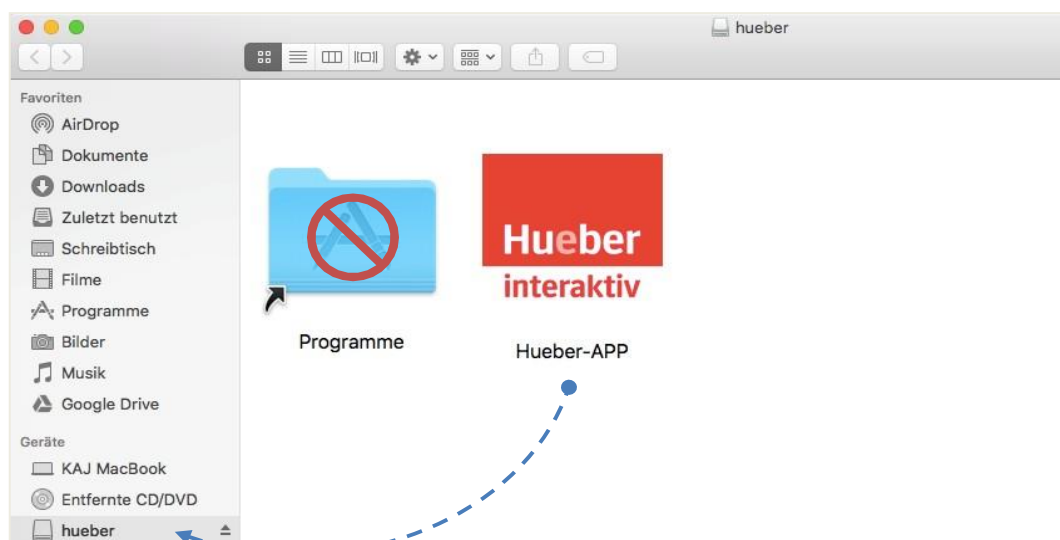 hueber
Favoriten
AirDrop
Dokumente
Downloads
Zuletzt benutzt
Schreibtisch
Filme
Programme
Bilder
Musik
Google Drive
Geräte
KAJ MacBook
Entfernte CD/DVD
hueber
Programme
Hueber
interaktiv
Hueber-APP